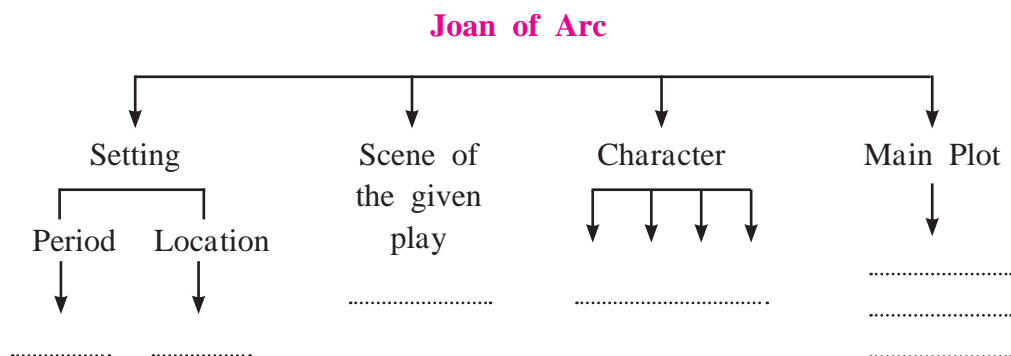 Joan of Arc
Setting
Scene of
the given
play
Character
Main Plot
Period
Location